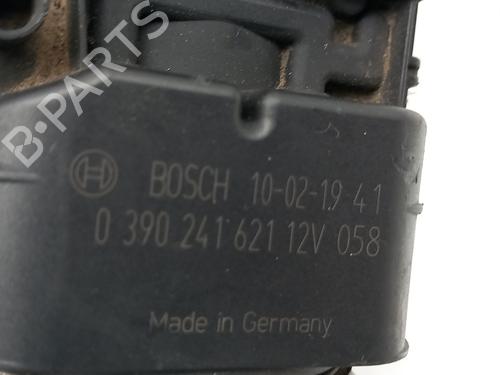 BOSCH 10-02-19 41
0 390 241 621 12V 058
Made in Germany
B-PARTS